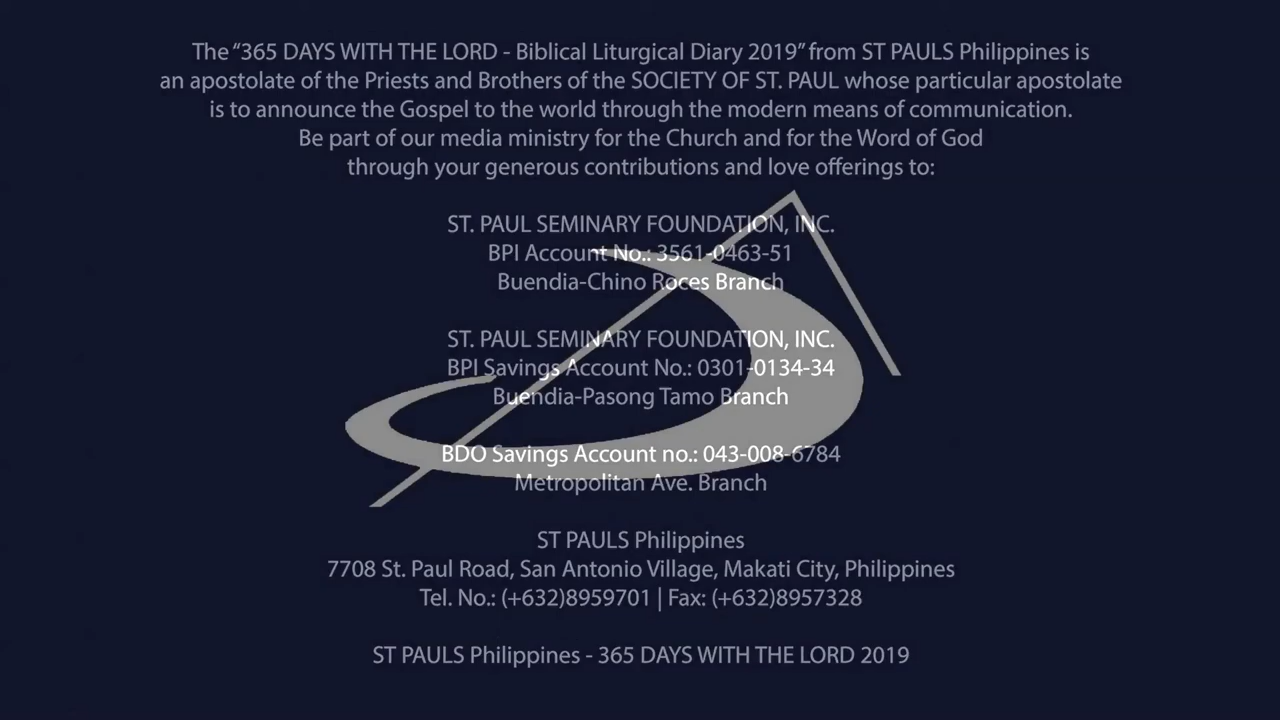 The “365 DAYS WITH THE LORD - Biblical Liturgical Diary 2019” from ST PAULS Philippines is
an apostolate of the Priests and Brothers of the SOCIETY OF ST. PAUL whose particular apostolate
is to announce the Gospel to the world through the modern means of communication.
Be part of our media ministry for the Church and for the Word of God
through your generous contributions and love offerings to:
ST. PAUL SEMINARY FOUNDATION, INC.
BPI Account No.: 3561-0463-51
Buendia-Chino Roces Branch
ST. PAUL SEMINARY FOUNDATION, INC.
BPI Savings Account No.: 0301-0134-34
Buendia-Pasong Tamo Branch
BDO Savings Account no.: 043-008-6784
Metropolitan Ave. Branch
ST PAULS Philippines
7708 St. Paul Road, San Antonio Village, Makati City, Philippines
Tel. No.: (+632)8959701 | Fax: (+632)8957328
ST PAULS Philippines - 365 DAYS WITH THE LORD 2019